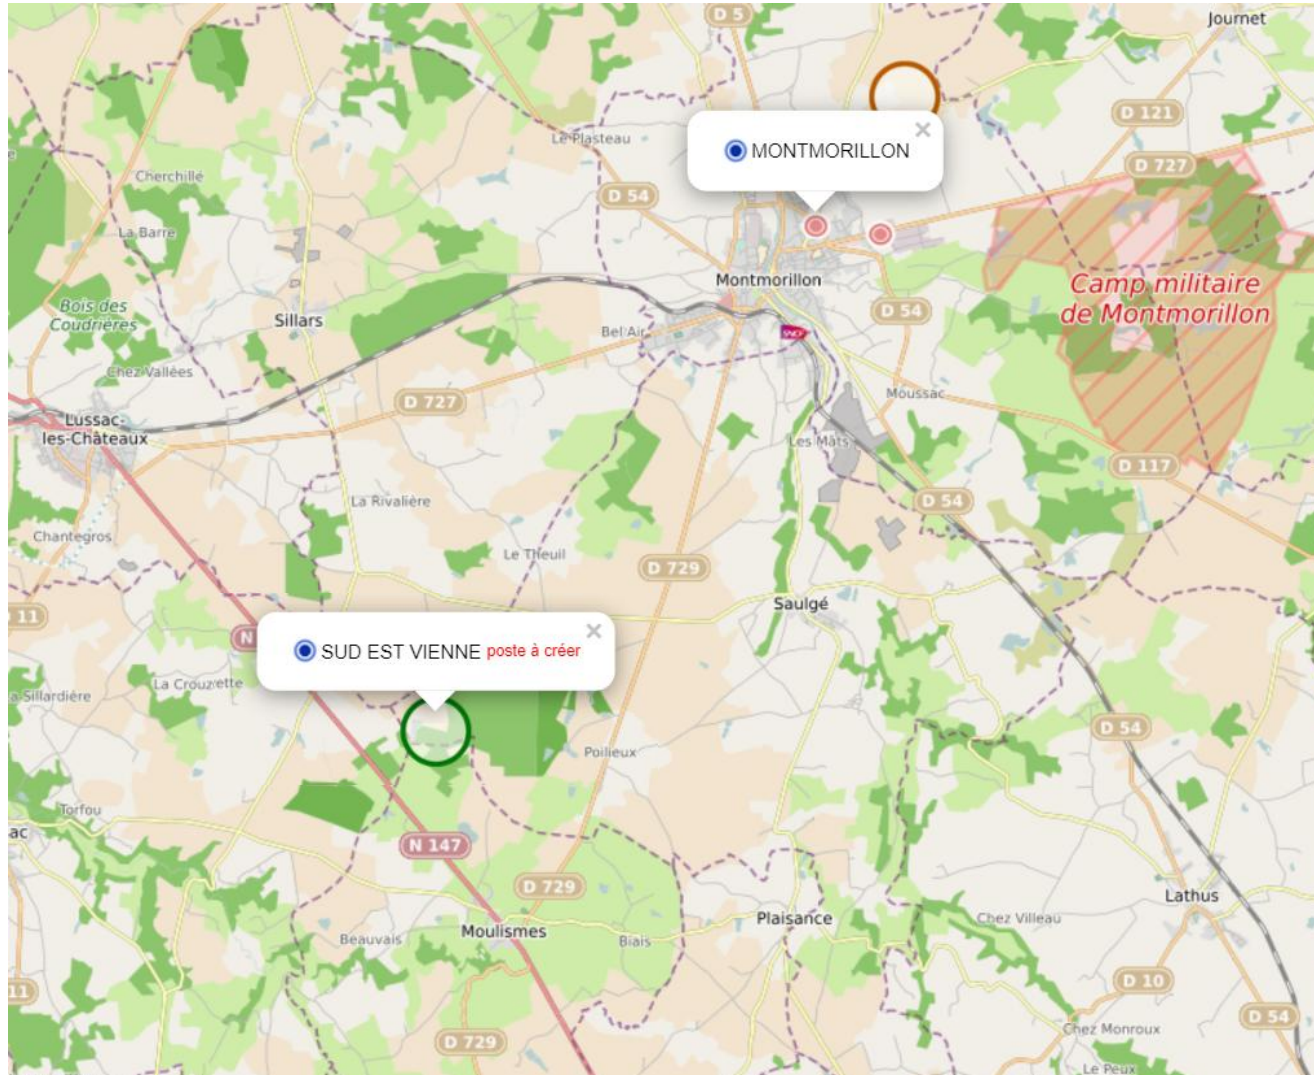 D 5
Journet
D 121
MONTMORILLON
Le Plasteau
D 727
Cherchillé
D 54
La Barre
Montmorillon
Camp militaire
de Montmorillon
Bois des
Coudrières
Sillars
D 54
Bel Air
SNCF
Chez Vallées
Moussac
D 727
Lussac-
les-Châteaux
Les Mâts
D 117
La Rivalière
D 54
Chantegros
Le Theuil
D 729
Saulgé
11
N
SUD EST VIENNE poste à créer
La Crouzette
a Sillardière
D 54
Poilieux
Torfou
ac
N 147
D 729
Lathus
Plaisance
Chez Villeau
Moulismes
Beauvais
Biais
D 10
11
D 54
Chez Monroux
D 729
Le Peux